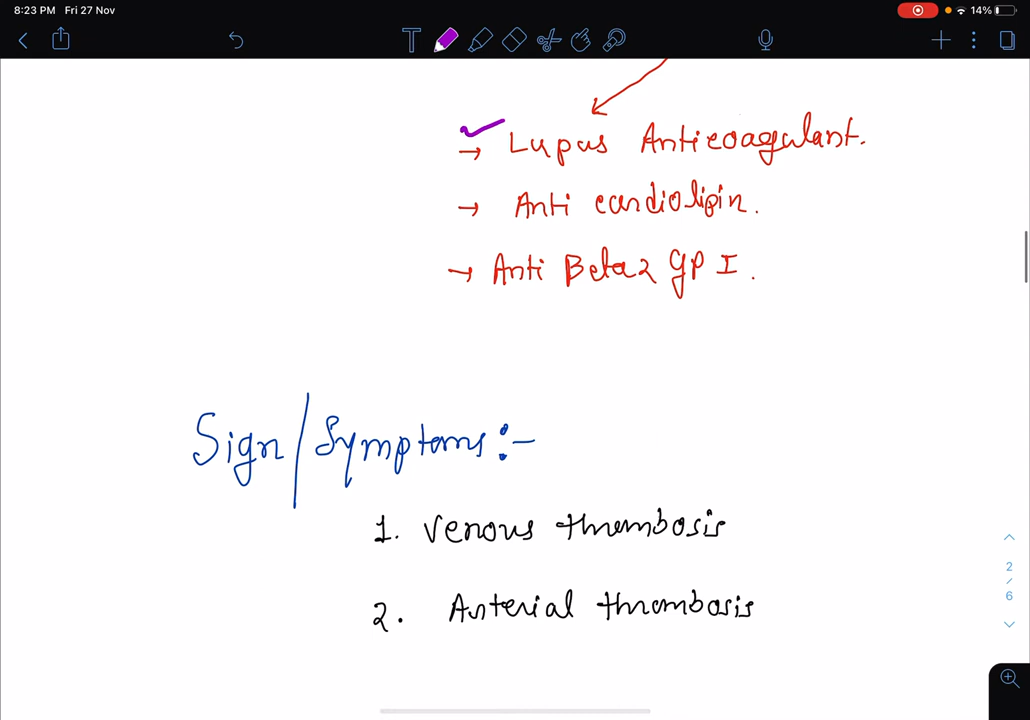 8:23 PM Fri 27 Nov 14%
→ Lupus Anticoagulant.
→ Anti cardiolipin.
→ Anti Beta2 GP I.
Sign/Symptoms:-
1. Venous thrombosis
2. Arterial thrombosis
2
/
6